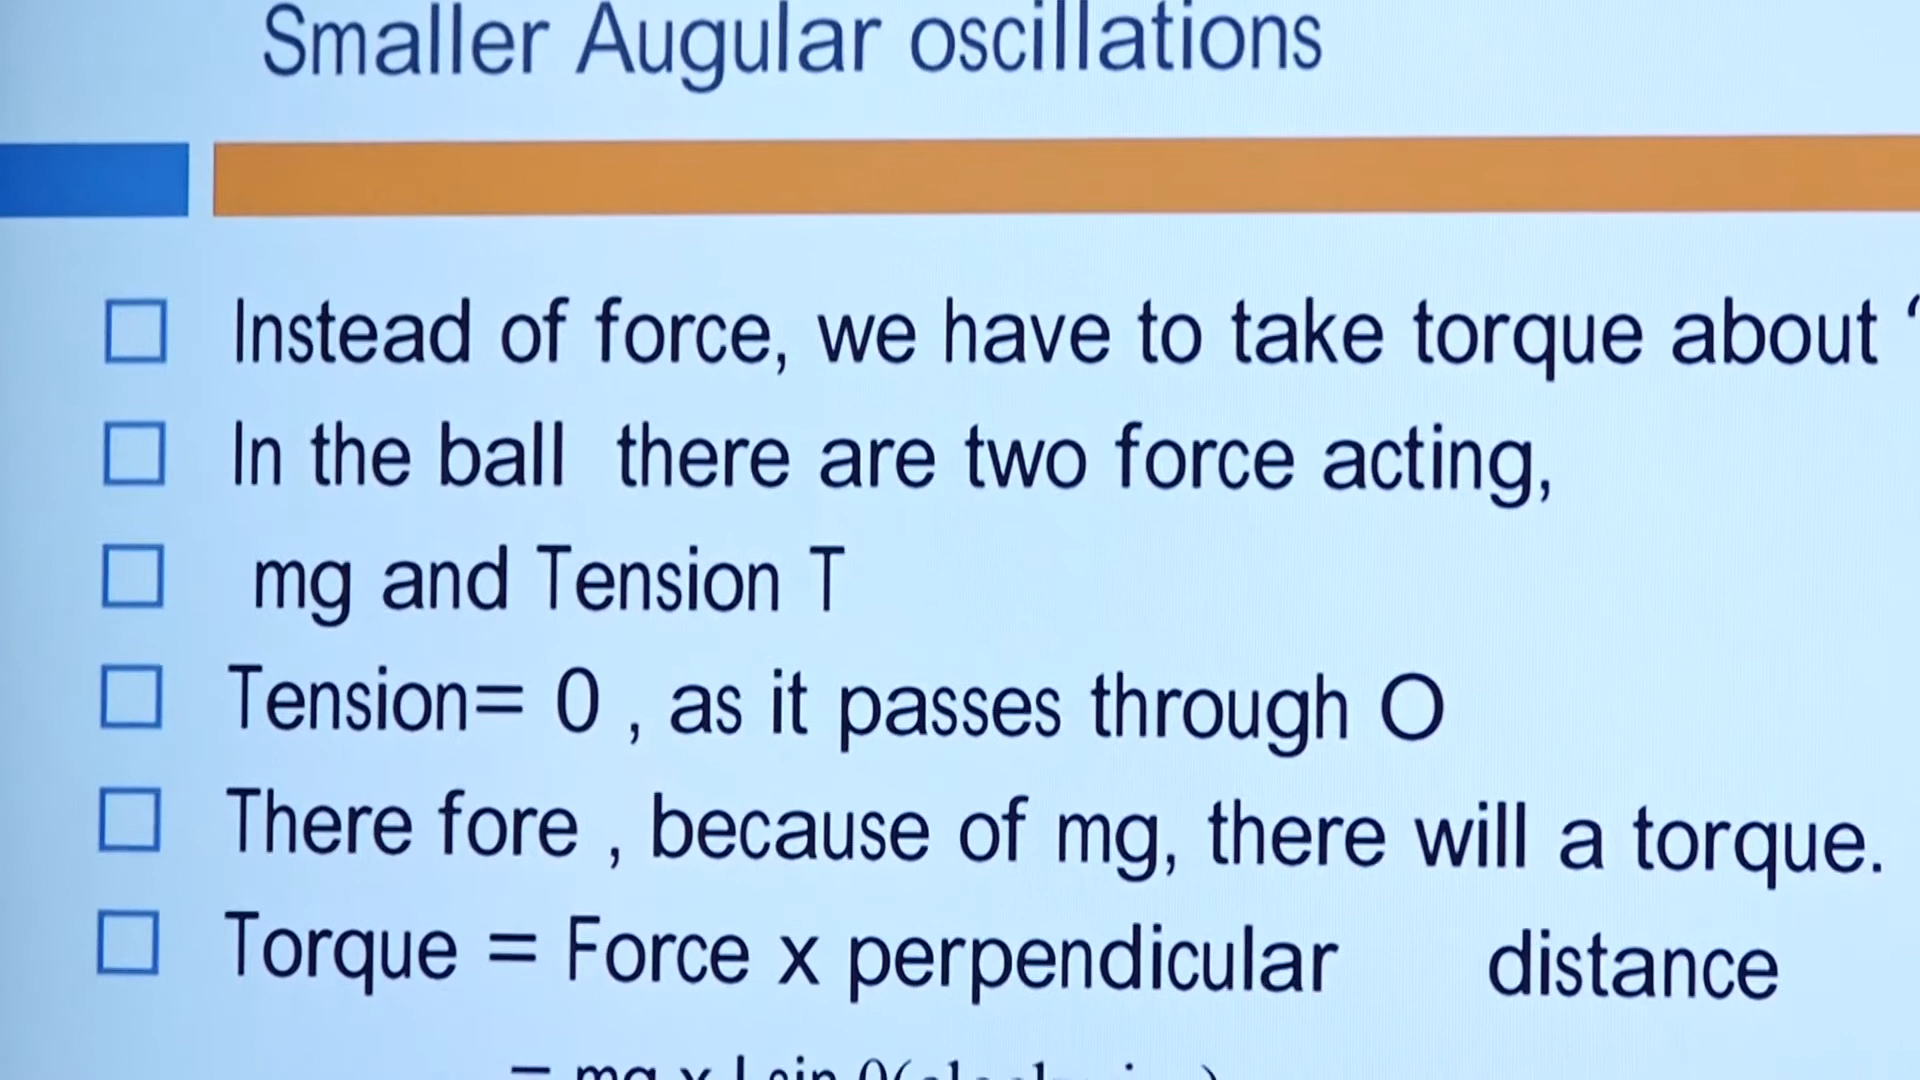 Smaller Augular oscillations
Instead of force, we have to take torque about
In the ball there are two force acting,
mg and Tension T
Tension= 0 , as it passes through O
There fore , because of mg, there will a torque.
Torque = Force x perpendicular distance
= mg x L sin θ(